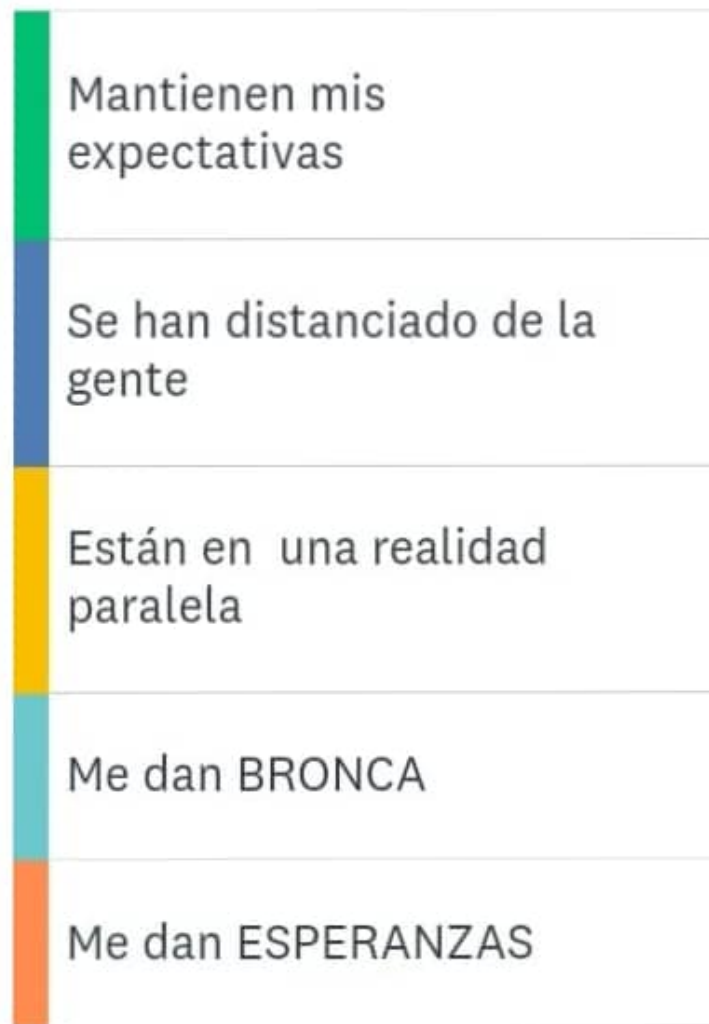 Mantienen mis
expectativas
Se han distanciado de la
gente
Están en  una realidad
paralela
Me dan BRONCA
Me dan ESPERANZAS